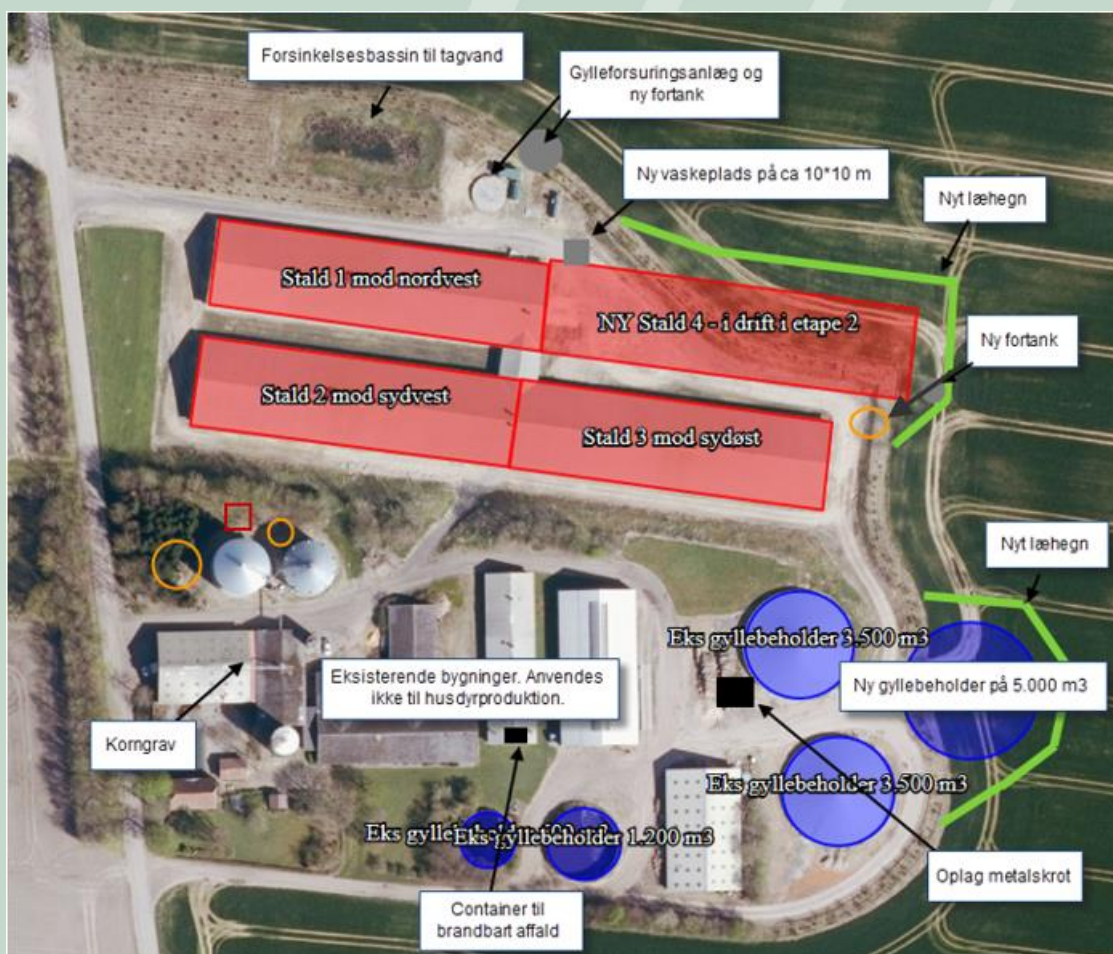 Forsinkelsesbassin til tagvand
Gylleforsuringsanlæg og
ny fortank
Ny vaskeplads på ca 10*10 m
Nyt læhegn
Stald 1 mod nordvest
NY Stald 4 - i drift i etape 2
Ny fortank
Stald 2 mod sydvest
Stald 3 mod sydøst
Nyt læhegn
Eks gyllebeholder 3.500 m3
Eksisterende bygninger. Anvendes
ikke til husdyrproduktion.
Ny gyllebeholder på 5.000 m3
Korngrav
Eks gyllebeholder 3.500 m3
Eks
Eks gyllebeholder 1.200 m3
Oplag metalskrot
Container til
brandbart affald